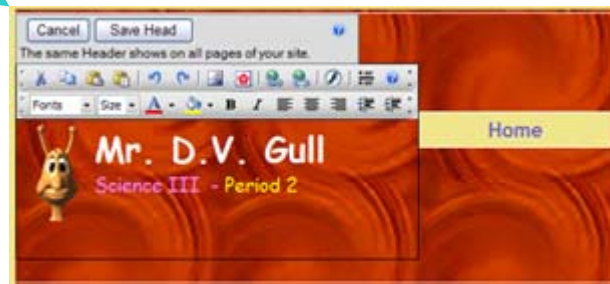 Cancel Save Head
The same Header shows on all pages of your site.
Fonts Size A B I
Home
Mr. D.V. Gull
Science III - Period 2